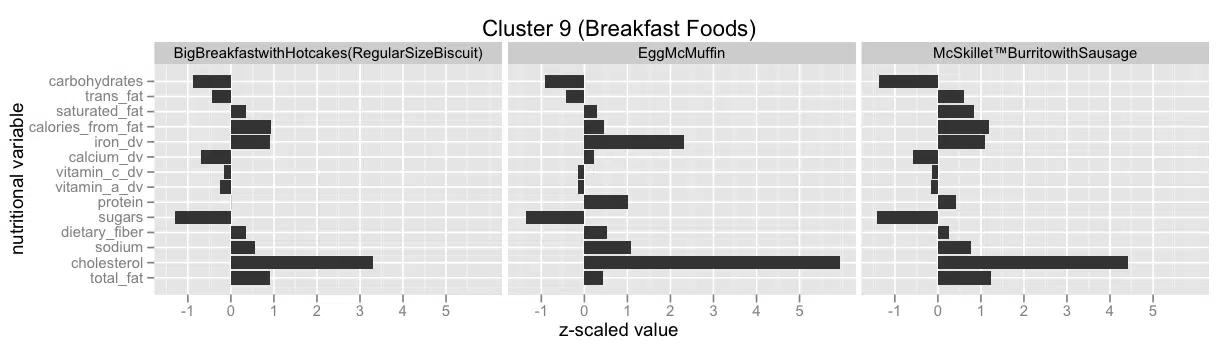 Cluster 9 (Breakfast Foods)
BigBreakfastwithHotcakes(RegularSizeBiscuit)
EggMcMuffin
McSkillet™BurritowithSausage
nutritional variable
carbohydrates
trans_fat
saturated_fat
calories_from_fat
iron_dv
calcium_dv
vitamin_c_dv
vitamin_a_dv
protein
sugars
dietary_fiber
sodium
cholesterol
total_fat
-1 0 1 2 3 4 5
-1 0 1 2 3 4 5
-1 0 1 2 3 4 5
z-scaled value